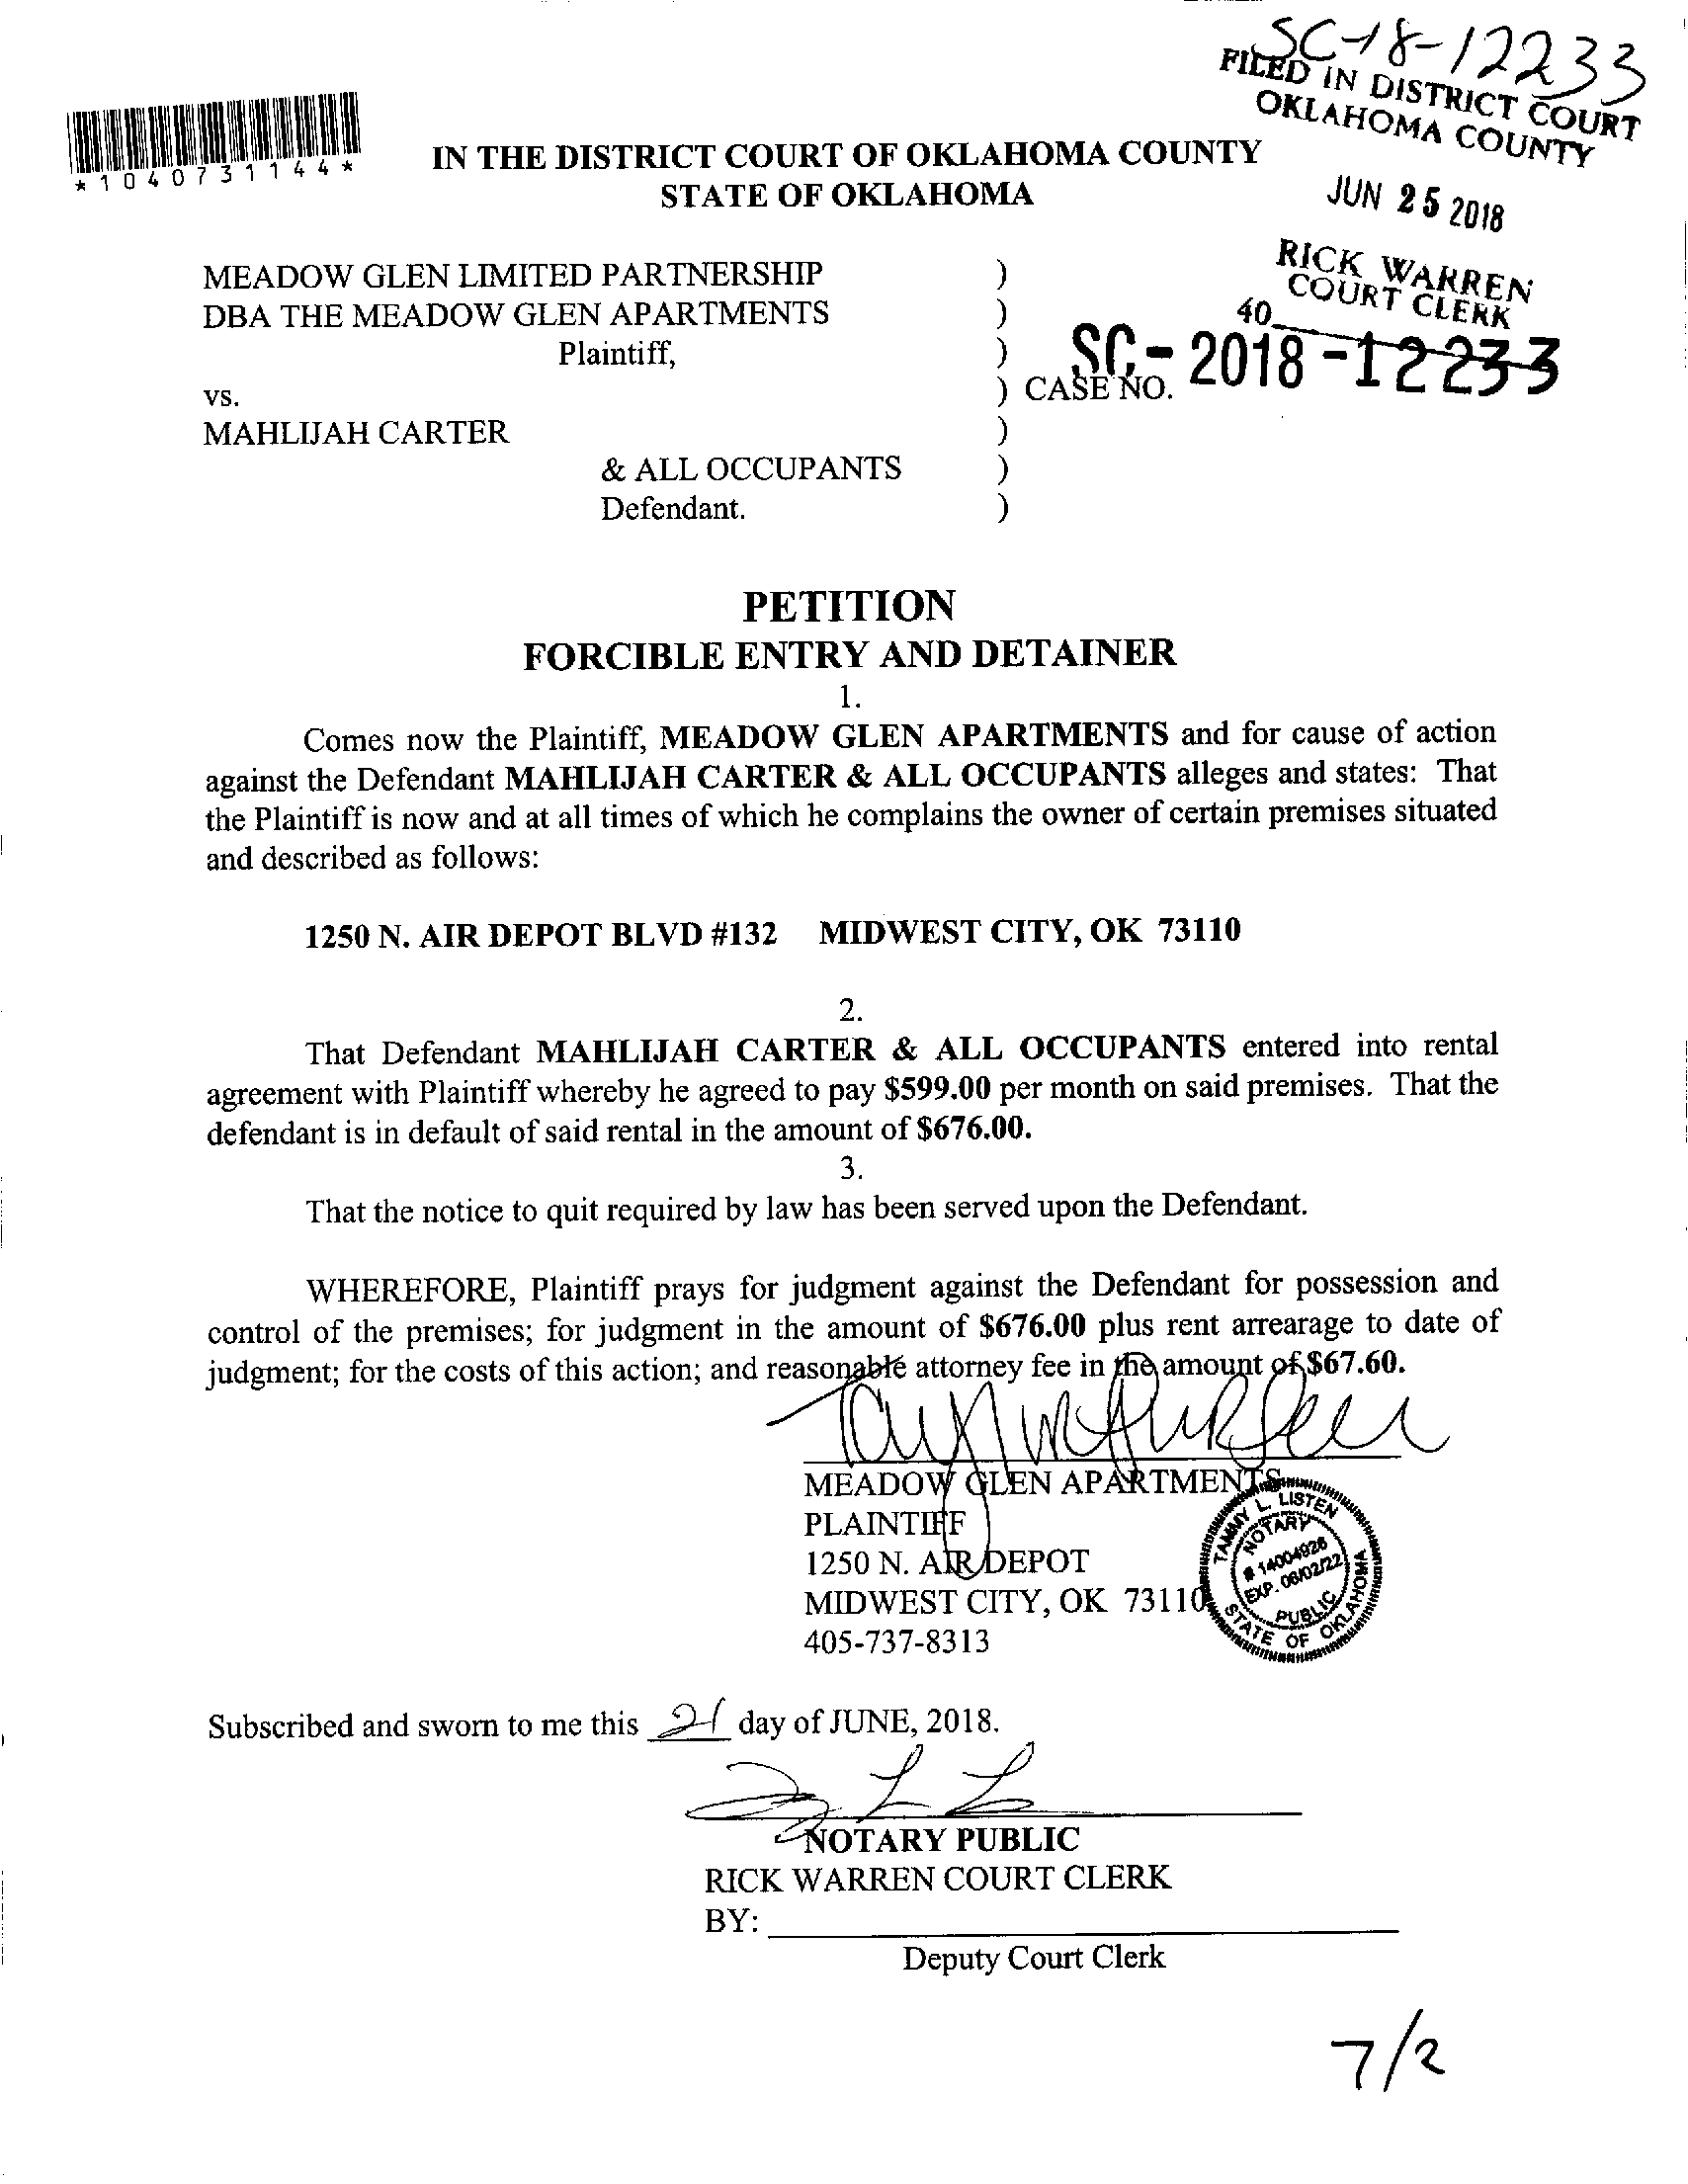 SC-18-12233
FILED IN DISTRICT COURT
OKLAHOMA COUNTY
*1040731144*
IN THE DISTRICT COURT OF OKLAHOMA COUNTY
STATE OF OKLAHOMA
JUN 25 2018
RICK WARREN
COURT CLERK
40
MEADOW GLEN LIMITED PARTNERSHIP )
DBA THE MEADOW GLEN APARTMENTS )
Plaintiff, )
vs. ) CASE NO. SC-2018-12233
MAHLIJAH CARTER )
& ALL OCCUPANTS )
Defendant. )
PETITION
FORCIBLE ENTRY AND DETAINER
1.
Comes now the Plaintiff, MEADOW GLEN APARTMENTS and for cause of action
against the Defendant MAHLIJAH CARTER & ALL OCCUPANTS alleges and states: That
the Plaintiff is now and at all times of which he complains the owner of certain premises situated
and described as follows:
1250 N. AIR DEPOT BLVD #132 MIDWEST CITY, OK 73110
2.
That Defendant MAHLIJAH CARTER & ALL OCCUPANTS entered into rental
agreement with Plaintiff whereby he agreed to pay $599.00 per month on said premises. That the
defendant is in default of said rental in the amount of $676.00.
3.
That the notice to quit required by law has been served upon the Defendant.
WHEREFORE, Plaintiff prays for judgment against the Defendant for possession and
control of the premises; for judgment in the amount of $676.00 plus rent arrearage to date of
judgment; for the costs of this action; and reasonable attorney fee in the amount of $67.60.
MEADOW GLEN APARTMENTS
PLAINTIFF
1250 N. AIR DEPOT
MIDWEST CITY, OK 73110
405-737-8313
TAMMY L. LISTEN
NOTARY
# 14004926
EXP. 06/02/22
PUBLIC
STATE OF OKLAHOMA
Subscribed and sworn to me this 21 day of JUNE, 2018.
NOTARY PUBLIC
RICK WARREN COURT CLERK
BY:
Deputy Court Clerk
7/2